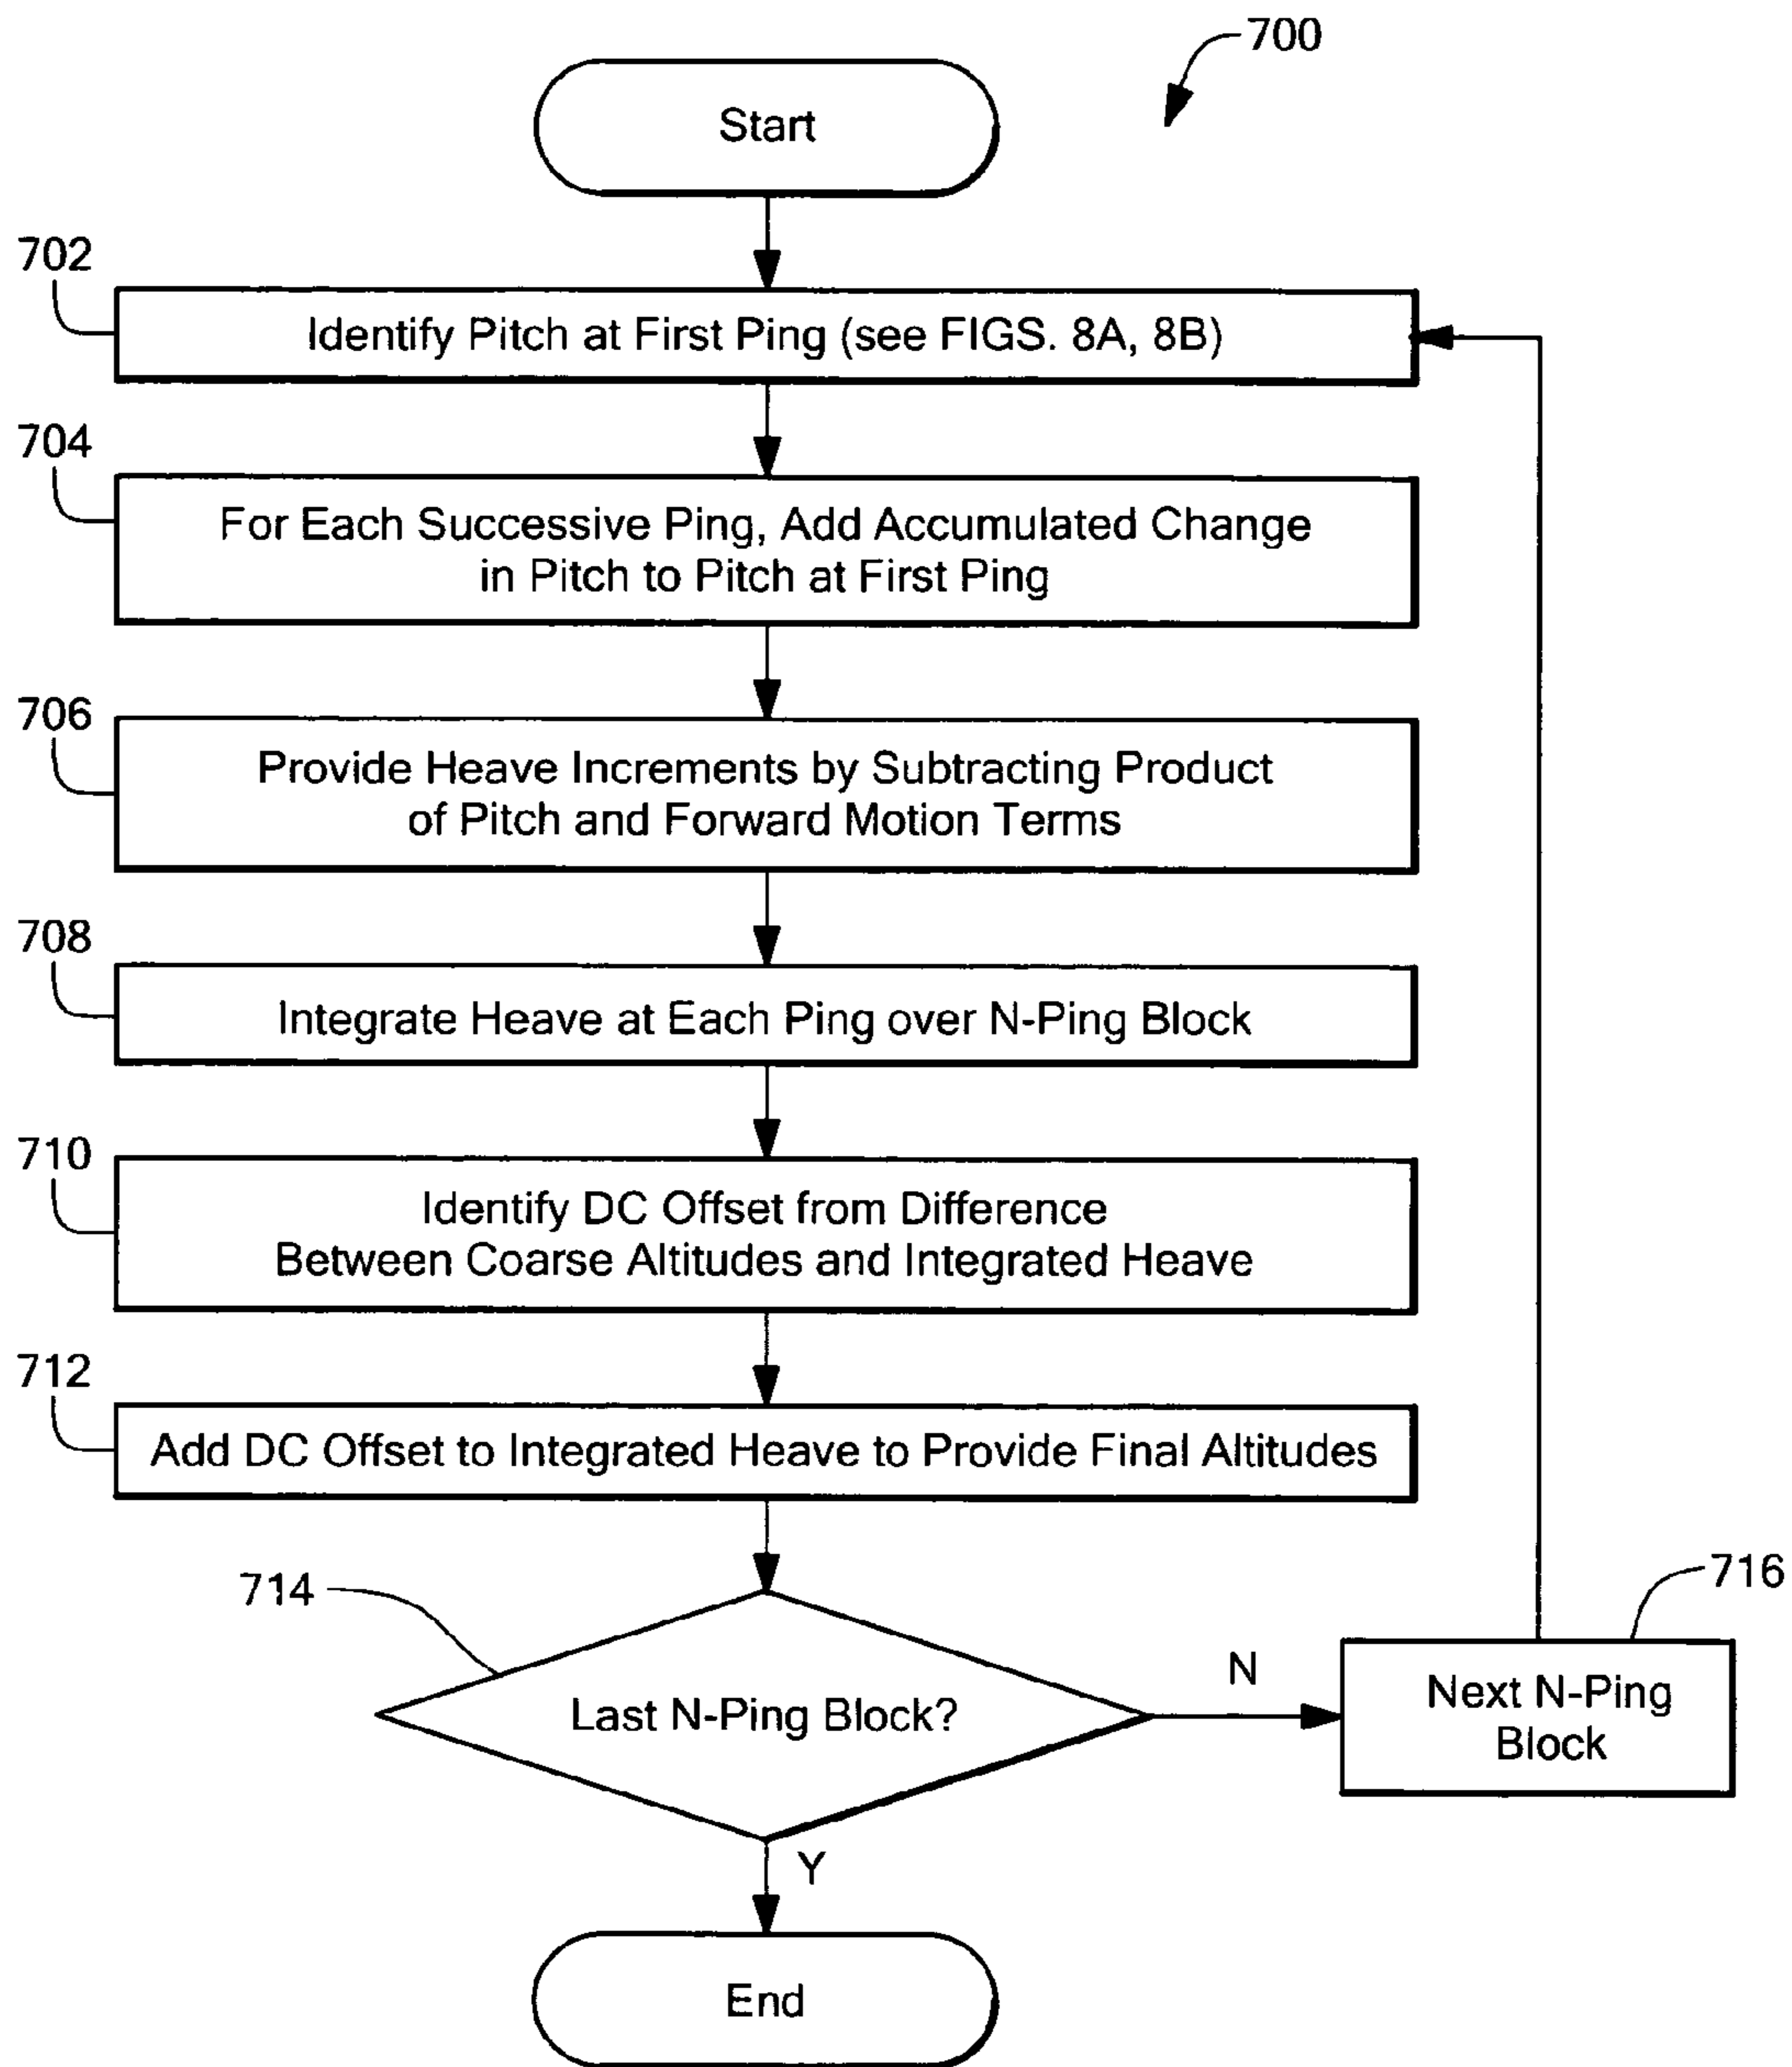 700
Start
702
Identify Pitch at First Ping (see FIGS. 8A, 8B)
704
For Each Successive Ping, Add Accumulated Change
in Pitch to Pitch at First Ping
706
Provide Heave Increments by Subtracting Product
of Pitch and Forward Motion Terms
708
Integrate Heave at Each Ping over N-Ping Block
710
Identify DC Offset from Difference
Between Coarse Altitudes and Integrated Heave
712
Add DC Offset to Integrated Heave to Provide Final Altitudes
714
Last N-Ping Block?
N
716
Next N-Ping
Block
Y
End